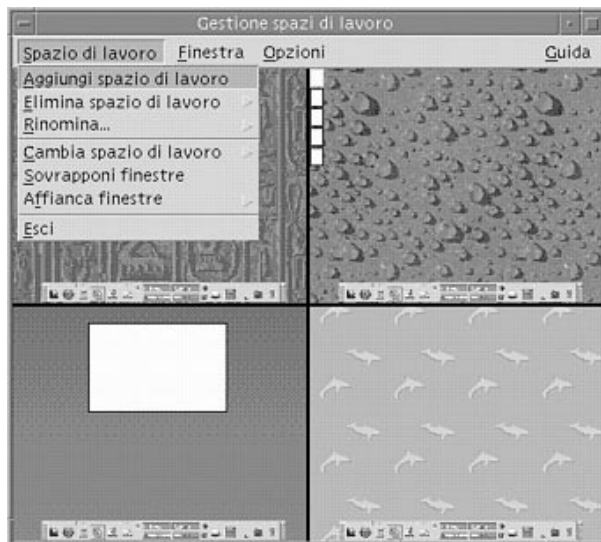 Gestione spazi di lavoro
Spazio di lavoro Finestra Opzioni Guida
Aggiungi spazio di lavoro
Elimina spazio di lavoro
Rinomina...
Cambia spazio di lavoro
Sovrapponi finestre
Affianca finestre
Esci